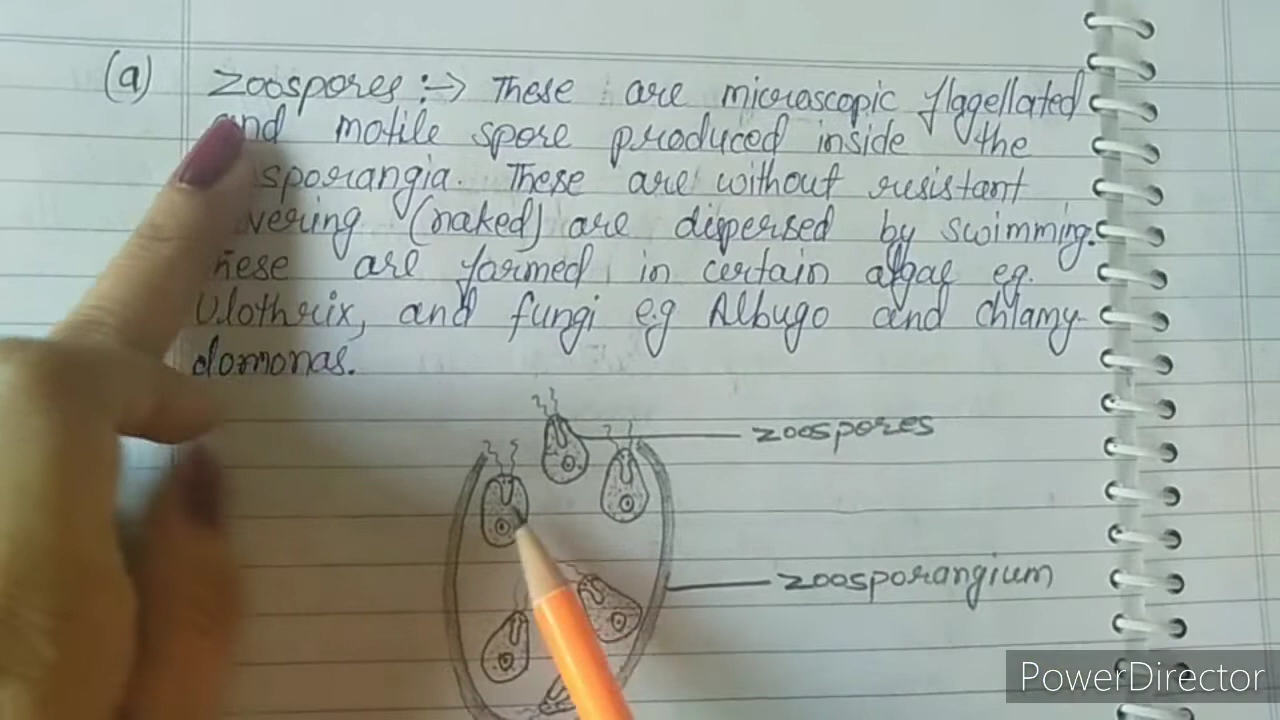 (a) Zoospores :→ These are microscopic flagellated
and motile spore produced inside the
sporangia. These are without resistant
vering (naked) are dispersed by swimming.
hese are formed in certain algae eg.
Ulothrix, and fungi e.g Albugo and Chlamy-
domonas.
zoospores
zoosporangium
PowerDirector